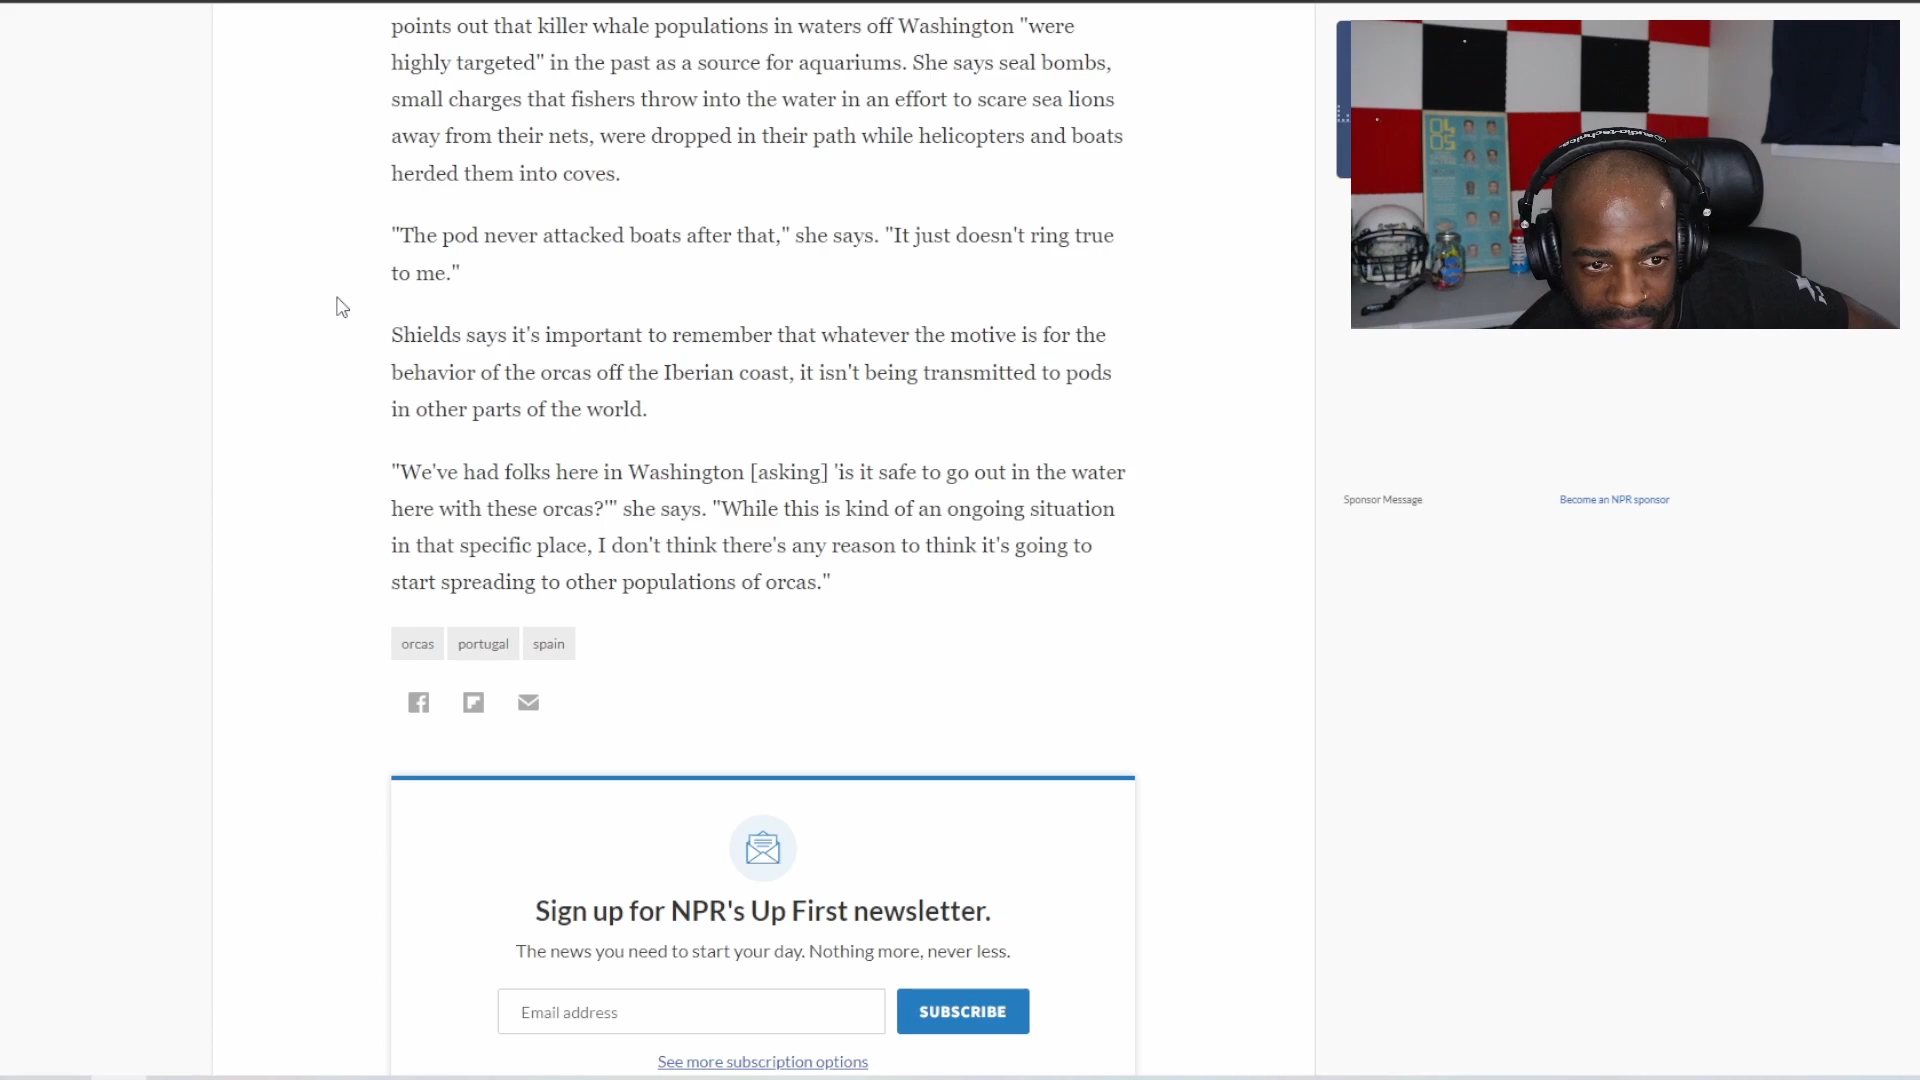 points out that killer whale populations in waters off Washington "were
highly targeted" in the past as a source for aquariums. She says seal bombs,
small charges that fishers throw into the water in an effort to scare sea lions
away from their nets, were dropped in their path while helicopters and boats
herded them into coves.
"The pod never attacked boats after that," she says. "It just doesn't ring true
to me."
Shields says it's important to remember that whatever the motive is for the
behavior of the orcas off the Iberian coast, it isn't being transmitted to pods
in other parts of the world.
"We've had folks here in Washington [asking] 'is it safe to go out in the water
here with these orcas?'" she says. "While this is kind of an ongoing situation
in that specific place, I don't think there's any reason to think it's going to
start spreading to other populations of orcas."
orcas portugal spain
Sign up for NPR's Up First newsletter.
The news you need to start your day. Nothing more, never less.
Email address
SUBSCRIBE
See more subscription options
audio-technica
Sponsor Message
Become an NPR sponsor